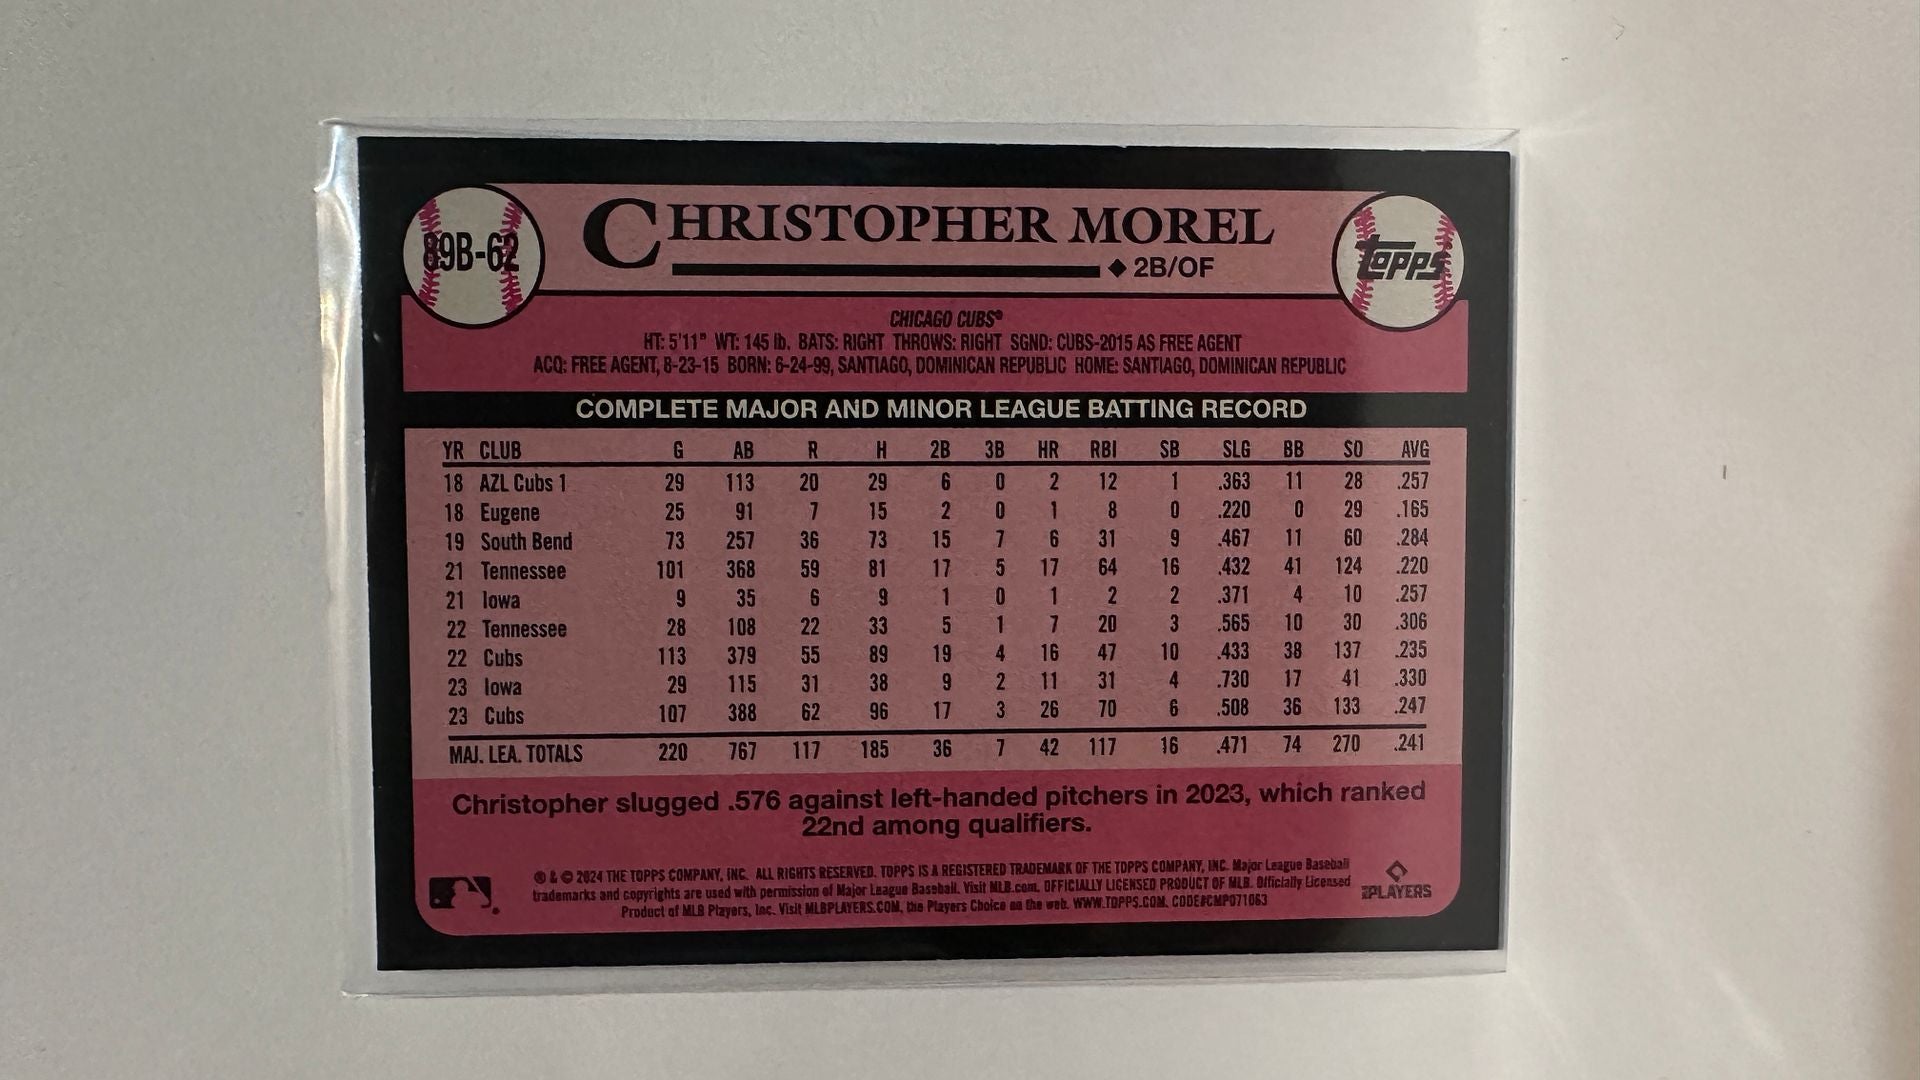 89B-62
CHRISTOPHER MOREL
2B/OF
Topps
CHICAGO CUBS®
HT: 5'11" WT: 145 lb. BATS: RIGHT THROWS: RIGHT SGND: CUBS-2015 AS FREE AGENT
ACQ: FREE AGENT, 8-23-15 BORN: 6-24-99, SANTIAGO, DOMINICAN REPUBLIC HOME: SANTIAGO, DOMINICAN REPUBLIC
COMPLETE MAJOR AND MINOR LEAGUE BATTING RECORD
YR CLUB G AB R H 2B 3B HR RBI SB SLG BB SO AVG
18 AZL Cubs 1 29 113 20 29 6 0 2 12 1 .363 11 28 .257
18 Eugene 25 91 7 15 2 0 1 8 0 .220 0 29 .165
19 South Bend 73 257 36 73 15 7 6 31 9 .467 11 60 .284
21 Tennessee 101 368 59 81 17 5 17 64 16 .432 41 124 .220
21 Iowa 9 35 6 9 1 0 1 2 2 .371 4 10 .257
22 Tennessee 28 108 22 33 5 1 7 20 3 .565 10 30 .306
22 Cubs 113 379 55 89 19 4 16 47 10 .433 38 137 .235
23 Iowa 29 115 31 38 9 2 11 31 4 .730 17 41 .330
23 Cubs 107 388 62 96 17 3 26 70 6 .508 36 133 .247
MAJ. LEA. TOTALS 220 767 117 185 36 7 42 117 16 .471 74 270 .241
Christopher slugged .576 against left-handed pitchers in 2023, which ranked
22nd among qualifiers.
® & © 2024 THE TOPPS COMPANY, INC. ALL RIGHTS RESERVED. TOPPS IS A REGISTERED TRADEMARK OF THE TOPPS COMPANY, INC. Major League Baseball
trademarks and copyrights are used with permission of Major League Baseball. Visit MLB.com. OFFICIALLY LICENSED PRODUCT OF MLB. Officially Licensed
Product of MLB Players, Inc. Visit MLBPLAYERS.COM, the Players Choice on the web. WWW.TOPPS.COM. CODE#CMP071063
PLAYERS